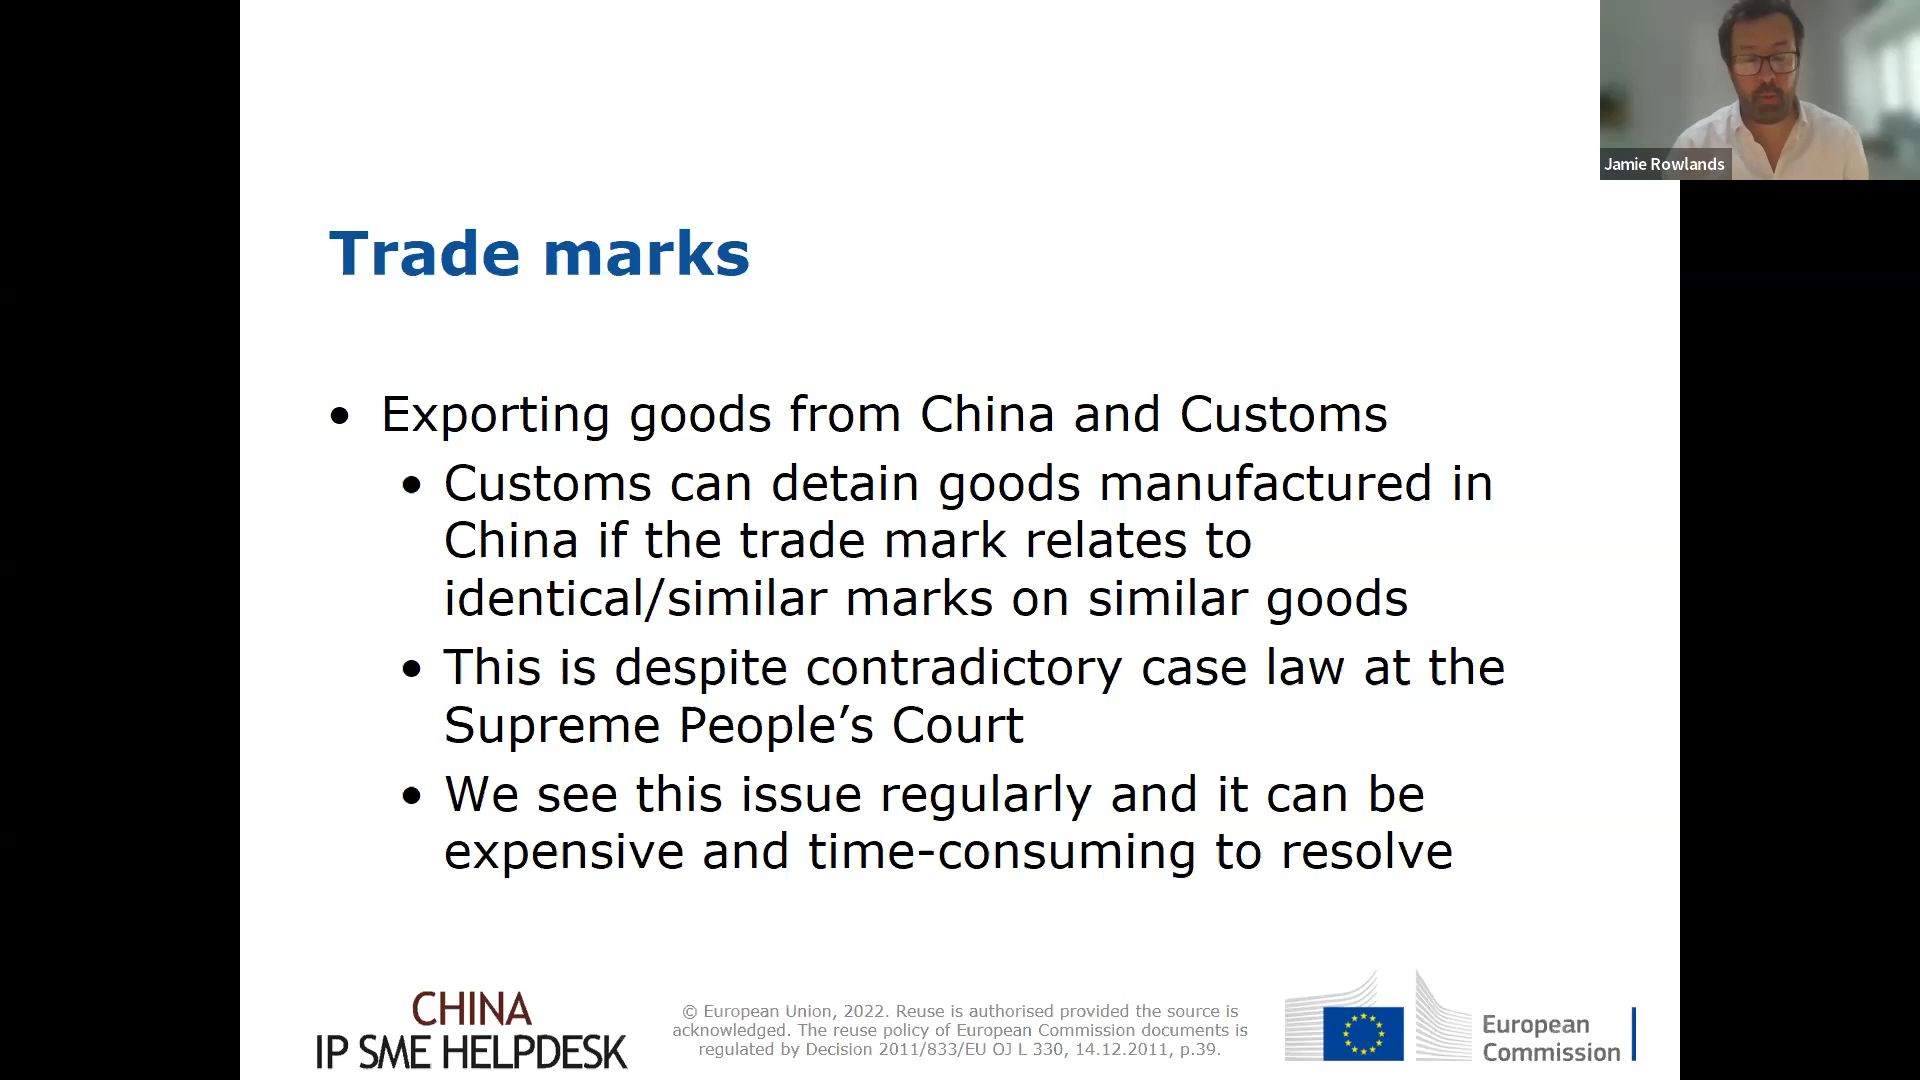 Jamie Rowlands
Trade marks
• Exporting goods from China and Customs
• Customs can detain goods manufactured in
China if the trade mark relates to
identical/similar marks on similar goods
• This is despite contradictory case law at the
Supreme People’s Court
• We see this issue regularly and it can be
expensive and time-consuming to resolve
CHINA
IP SME HELPDESK
© European Union, 2022. Reuse is authorised provided the source is
acknowledged. The reuse policy of European Commission documents is
regulated by Decision 2011/833/EU OJ L 330, 14.12.2011, p.39.
European
Commission